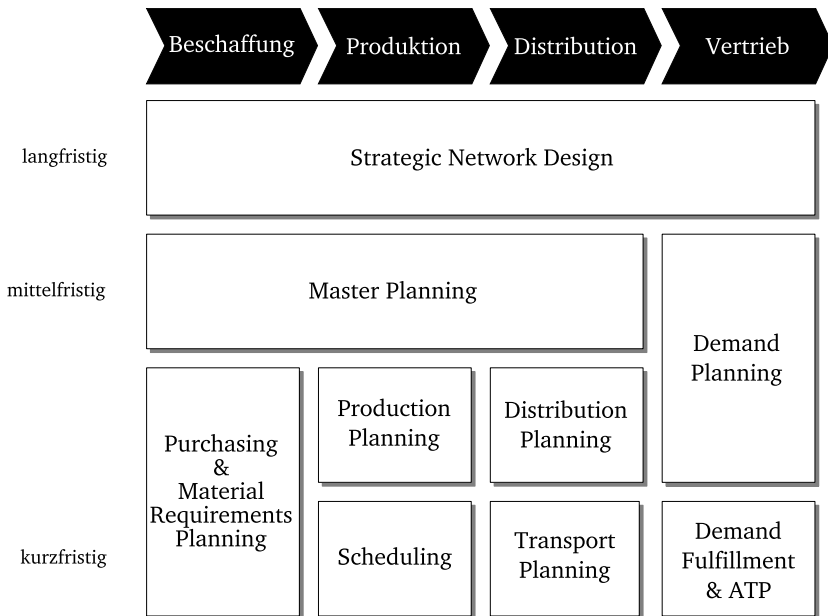 Beschaffung
Produktion
Distribution
Vertrieb
langfristig
Strategic Network Design
mittelfristig
Master Planning
Demand
Planning
Purchasing
&
Material
Requirements
Planning
Production
Planning
Distribution
Planning
kurzfristig
Scheduling
Transport
Planning
Demand
Fulfillment
& ATP